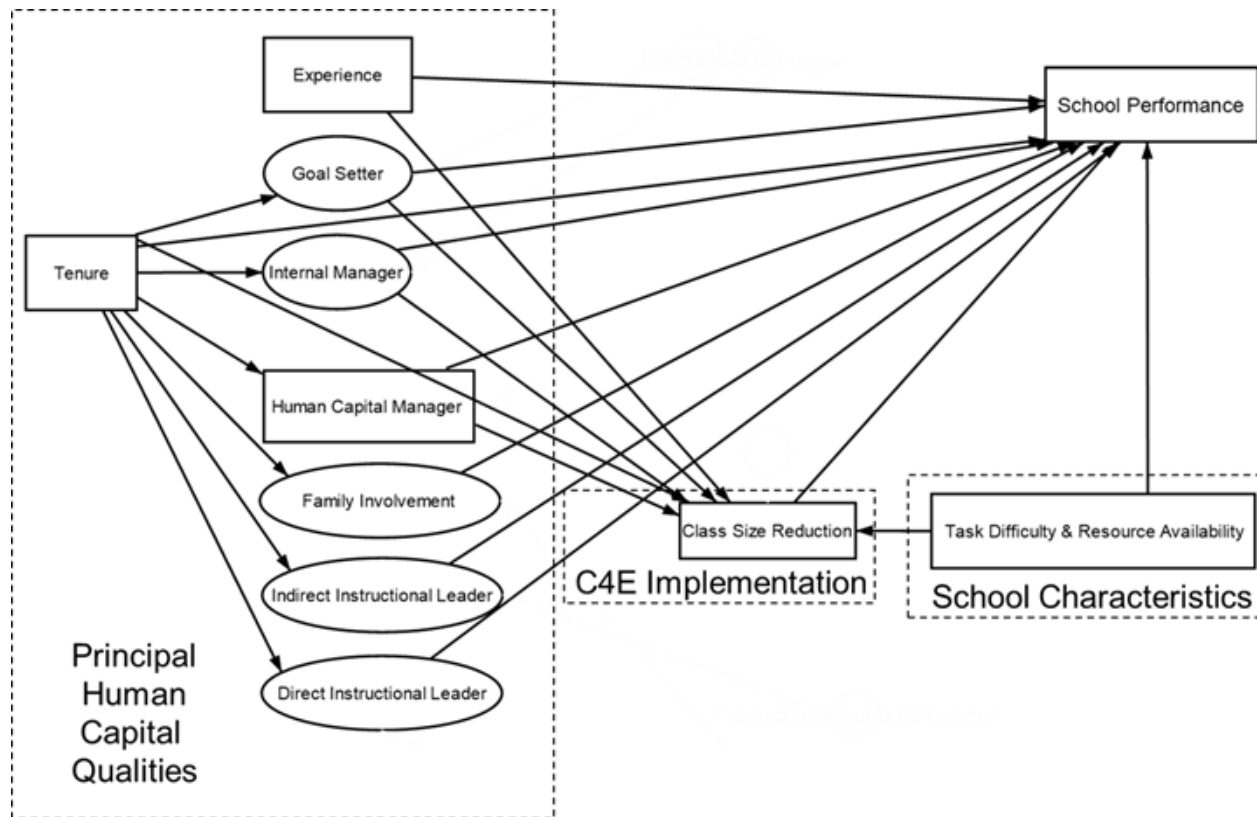 Experience
School Performance
Goal Setter
Tenure
Internal Manager
Human Capital Manager
Family Involvement
Class Size Reduction
Task Difficulty & Resource Availability
C4E Implementation
School Characteristics
Indirect Instructional Leader
Direct Instructional Leader
Principal
Human
Capital
Qualities